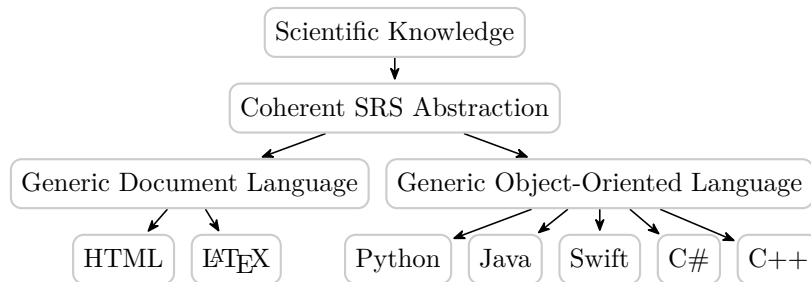 Scientific Knowledge
Coherent SRS Abstraction
Generic Document Language Generic Object-Oriented Language
HTML LATEX Python Java Swift C# C++